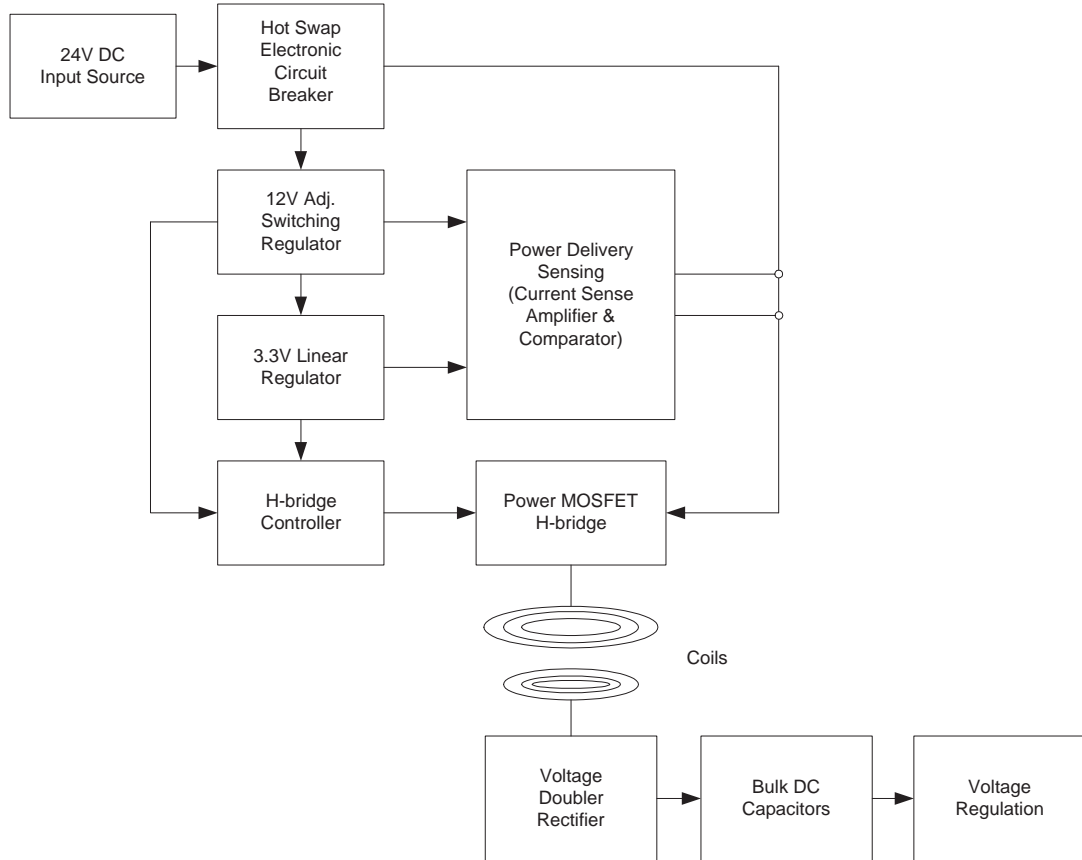 24V DC
Input Source
Hot Swap
Electronic
Circuit
Breaker
12V Adj.
Switching
Regulator
Power Delivery
Sensing
(Current Sense
Amplifier &
Comparator)
3.3V Linear
Regulator
H-bridge
Controller
Power MOSFET
H-bridge
Coils
Voltage
Doubler
Rectifier
Bulk DC
Capacitors
Voltage
Regulation